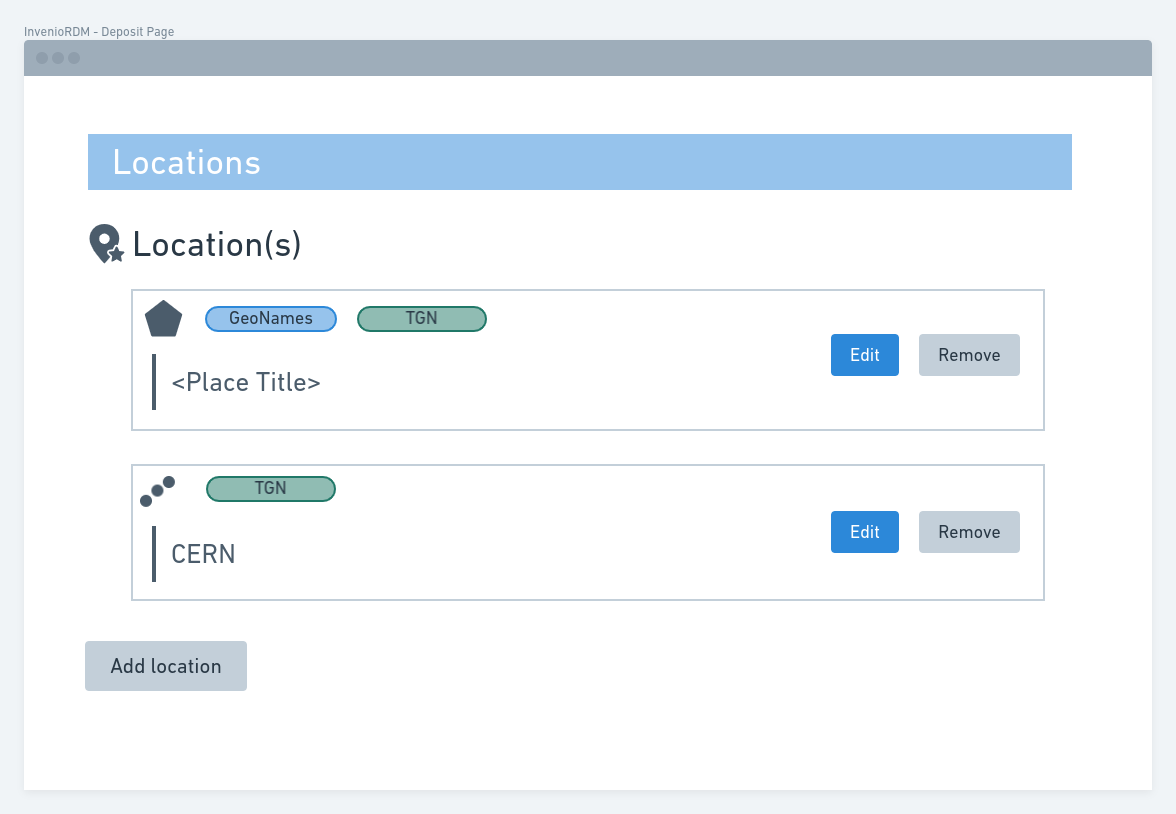 InvenioRDM - Deposit Page
Locations
Location(s)
GeoNames TGN
<Place Title>
Edit Remove
TGN
CERN
Edit Remove
Add location